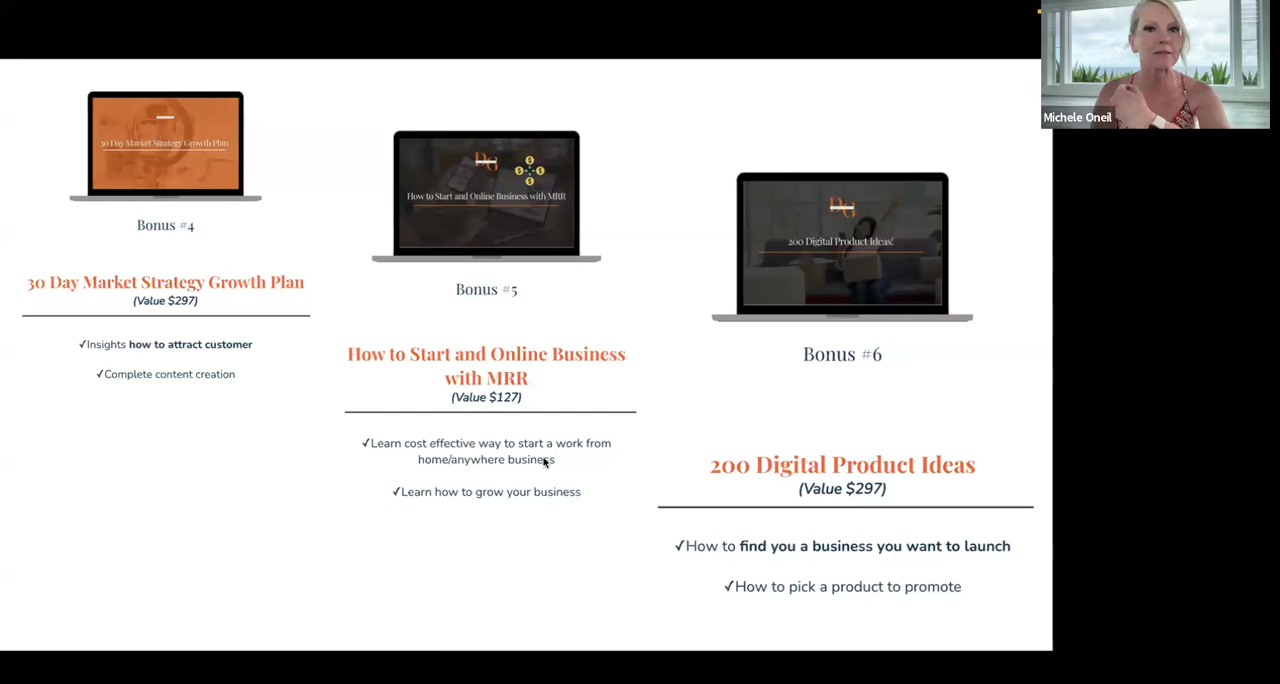 Michele Oneil
30 Day Market Strategy Growth Plan
Bonus #4
30 Day Market Strategy Growth Plan
(Value $297)
✓Insights how to attract customer
✓Complete content creation
DG
How to Start and Online Business with MRR
Bonus #5
How to Start and Online Business
with MRR
(Value $127)
✓Learn cost effective way to start a work from
home/anywhere business
✓Learn how to grow your business
DG
200 Digital Product Ideas!
Bonus #6
200 Digital Product Ideas
(Value $297)
✓How to find you a business you want to launch
✓How to pick a product to promote